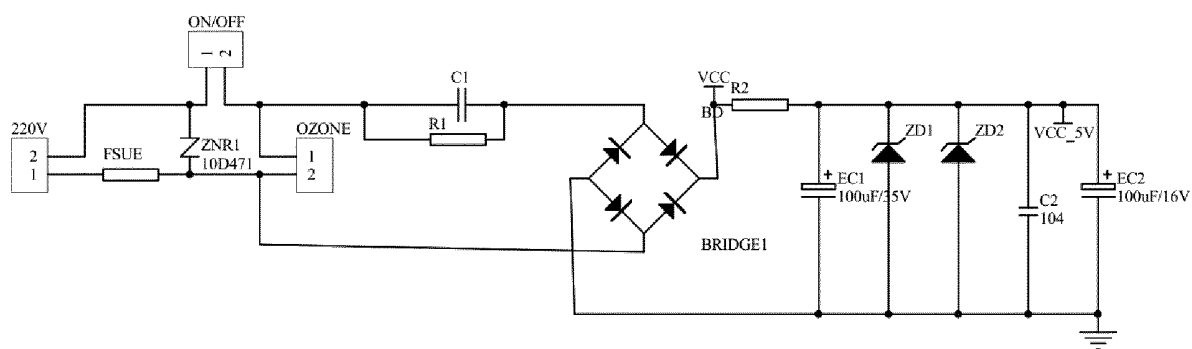 ON/OFF
1 2
220V
2
1
FSUE
ZNR1
10D471
OZONE
1
2
C1
R1
BRIDGE1
VCC
BD
R2
EC1
100uF/35V
ZD1
ZD2
C2
104
VCC_5V
EC2
100uF/16V